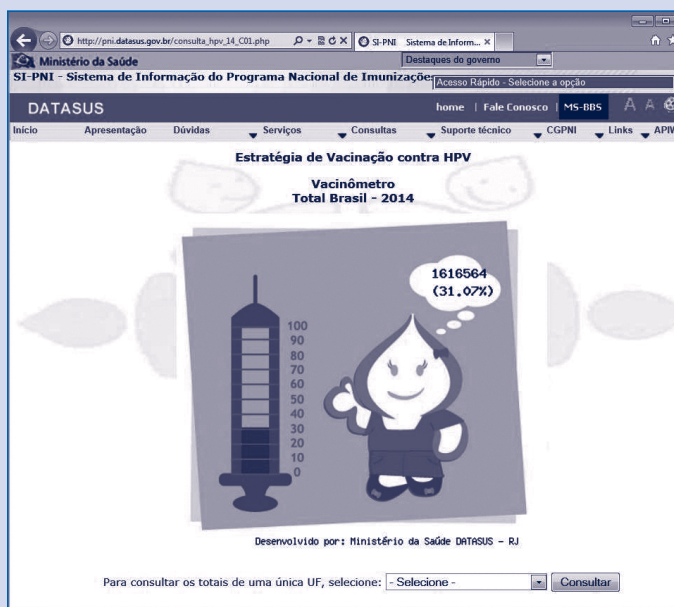 http://pni.datasus.gov.br/consulta_hpv_14_C01.php
SI-PNI Sistema de Inform...
Ministério da Saúde
Destaques do governo
SI-PNI - Sistema de Informação do Programa Nacional de Imunizações
Acesso Rápido - Selecione a opção
DATASUS
home | Fale Conosco | MS-BBS A A
Início Apresentação Dúvidas Serviços Consultas Suporte técnico CGPNI Links
Estratégia de Vacinação contra HPV
Vacinômetro
Total Brasil - 2014
1616564
(31.07%)
100
90
80
70
60
50
40
30
20
10
0
Desenvolvido por: Ministério da Saúde DATASUS - RJ
Para consultar os totais de uma única UF, selecione: - Selecione - Consultar